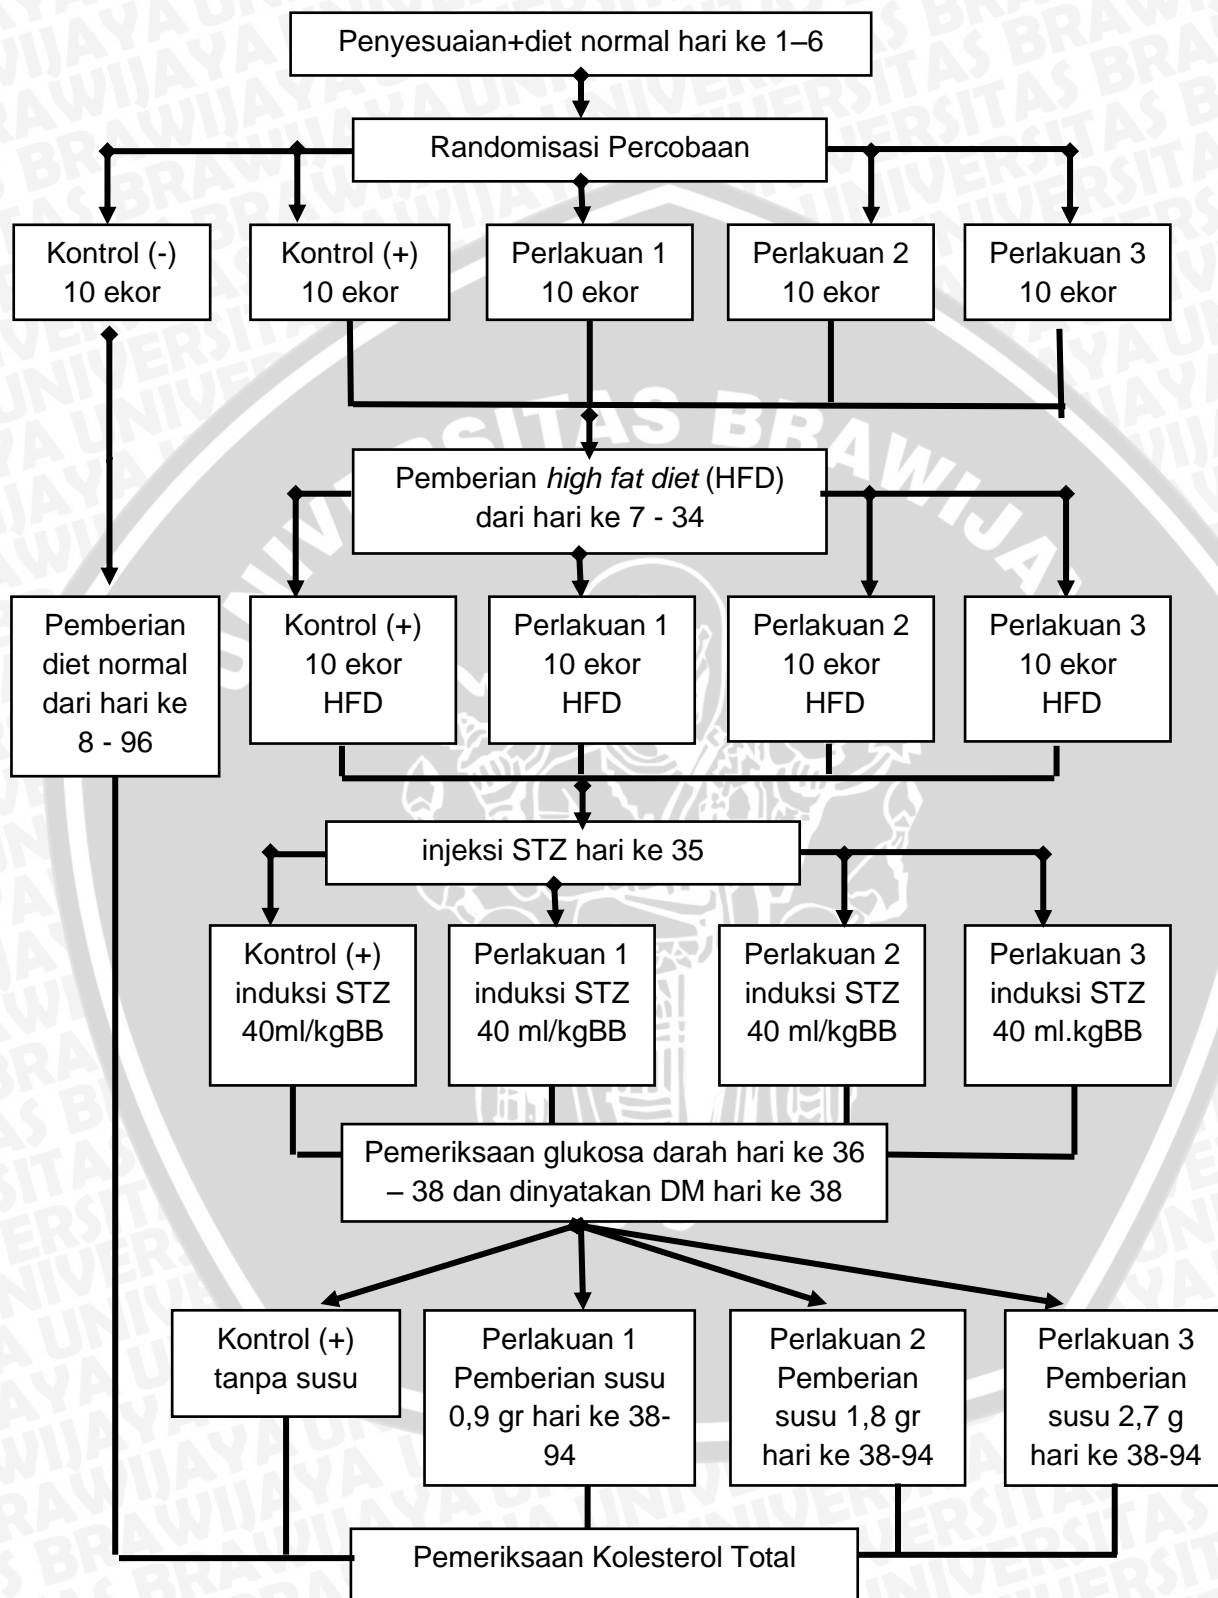 Penyesuaian+diet normal hari ke 1–6
Randomisasi Percobaan
Kontrol (-)
10 ekor
Kontrol (+)
10 ekor
Perlakuan 1
10 ekor
Perlakuan 2
10 ekor
Perlakuan 3
10 ekor
UNIVERSITAS BRAWIJAYA
Pemberian high fat diet (HFD)
dari hari ke 7 - 34
Pemberian
diet normal
dari hari ke
8 - 96
Kontrol (+)
10 ekor
HFD
Perlakuan 1
10 ekor
HFD
Perlakuan 2
10 ekor
HFD
Perlakuan 3
10 ekor
HFD
injeksi STZ hari ke 35
Kontrol (+)
induksi STZ
40ml/kgBB
Perlakuan 1
induksi STZ
40 ml/kgBB
Perlakuan 2
induksi STZ
40 ml/kgBB
Perlakuan 3
induksi STZ
40 ml.kgBB
Pemeriksaan glukosa darah hari ke 36
– 38 dan dinyatakan DM hari ke 38
Kontrol (+)
tanpa susu
Perlakuan 1
Pemberian susu
0,9 gr hari ke 38-
94
Perlakuan 2
Pemberian
susu 1,8 gr
hari ke 38-94
Perlakuan 3
Pemberian
susu 2,7 g
hari ke 38-94
Pemeriksaan Kolesterol Total